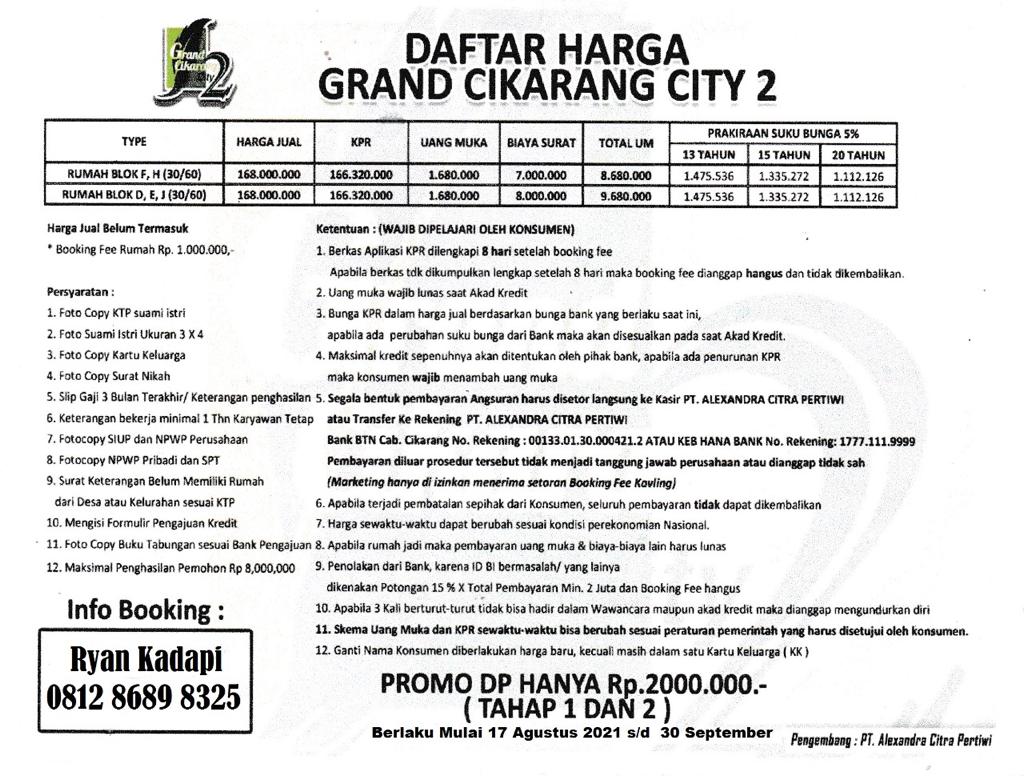 Grand
Cikarang
City
2
DAFTAR HARGA
GRAND CIKARANG CITY 2
TYPE HARGA JUAL KPR UANG MUKA BIAYA SURAT TOTAL UM PRAKIRAAN SUKU BUNGA 5%
13 TAHUN 15 TAHUN 20 TAHUN
RUMAH BLOK F, H (30/60) 168.000.000 166.320.000 1.680.000 7.000.000 8.680.000 1.475.536 1.335.272 1.112.126
RUMAH BLOK D, E, J (30/60) 168.000.000 166.320.000 1.680.000 8.000.000 9.680.000 1.475.536 1.335.272 1.112.126
Harga Jual Belum Termasuk
* Booking Fee Rumah Rp. 1.000.000,-
Persyaratan :
1. Foto Copy KTP suami istri
2. Foto Suami Istri Ukuran 3 X 4
3. Foto Copy Kartu Keluarga
4. Foto Copy Surat Nikah
5. Slip Gaji 3 Bulan Terakhir/ Keterangan penghasilan
6. Keterangan bekerja minimal 1 Thn Karyawan Tetap
7. Fotocopy SIUP dan NPWP Perusahaan
8. Fotocopy NPWP Pribadi dan SPT
9. Surat Keterangan Belum Memiliki Rumah
dari Desa atau Kelurahan sesuai KTP
10. Mengisi Formulir Pengajuan Kredit
11. Foto Copy Buku Tabungan sesuai Bank Pengajuan
12. Maksimal Penghasilan Pemohon Rp 8,000,000
Ketentuan : (WAJIB DIPELAJARI OLEH KONSUMEN)
1. Berkas Aplikasi KPR dilengkapi 8 hari setelah booking fee
Apabila berkas tdk dikumpulkan lengkap setelah 8 hari maka booking fee dianggap hangus dan tidak dikembalikan.
2. Uang muka wajib lunas saat Akad Kredit
3. Bunga KPR dalam harga jual berdasarkan bunga bank yang berlaku saat ini,
apabila ada perubahan suku bunga dari Bank maka akan disesualkan pada saat Akad Kredit.
4. Maksimal kredit sepenuhnya akan ditentukan oleh pihak bank, apabila ada penurunan KPR
maka konsumen wajib menambah uang muka
5. Segala bentuk pembayaran Angsuran harus disetor langsung ke Kasir PT. ALEXANDRA CITRA PERTIWI
atau Transfer Ke Rekening PT. ALEXANDRA CITRA PERTIWI
Bank BTN Cab. Cikarang No. Rekening : 00133.01.30.000421.2 ATAU KEB HANA BANK No. Rekening: 1777.111.9999
Pembayaran diluar prosedur tersebut tidak menjadi tanggung jawab perusahaan atau dianggap tidak sah
(Marketing hanya di izinkan menerima setoran Booking Fee Kavling)
6. Apabila terjadi pembatalan sepihak dari Konsumen, seluruh pembayaran tidak dapat dikembalikan
7. Harga sewaktu-waktu dapat berubah sesuai kondisi perekonomian Nasional.
8. Apabila rumah jadi maka pembayaran uang muka & biaya-biaya lain harus lunas
9. Penolakan dari Bank, karena ID BI bermasalah/ yang lainya
dikenakan Potongan 15 % X Total Pembayaran Min. 2 Juta dan Booking Fee hangus
10. Apabila 3 Kali berturut-turut tidak bisa hadir dalam Wawancara maupun akad kredit maka dianggap mengundurkan diri
11. Skema Uang Muka dan KPR sewaktu-waktu bisa berubah sesuai peraturan pemerintah yang harus disetujui oleh konsumen.
12. Ganti Nama Konsumen diberlakukan harga baru, kecuali masih dalam satu Kartu Keluarga ( KK )
Info Booking :
Ryan Kadapi
0812 8689 8325
PROMO DP HANYA Rp.2000.000.-
( TAHAP 1 DAN 2 )
Berlaku Mulai 17 Agustus 2021 s/d 30 September
Pengembang : PT. Alexandra Citra Pertiwi